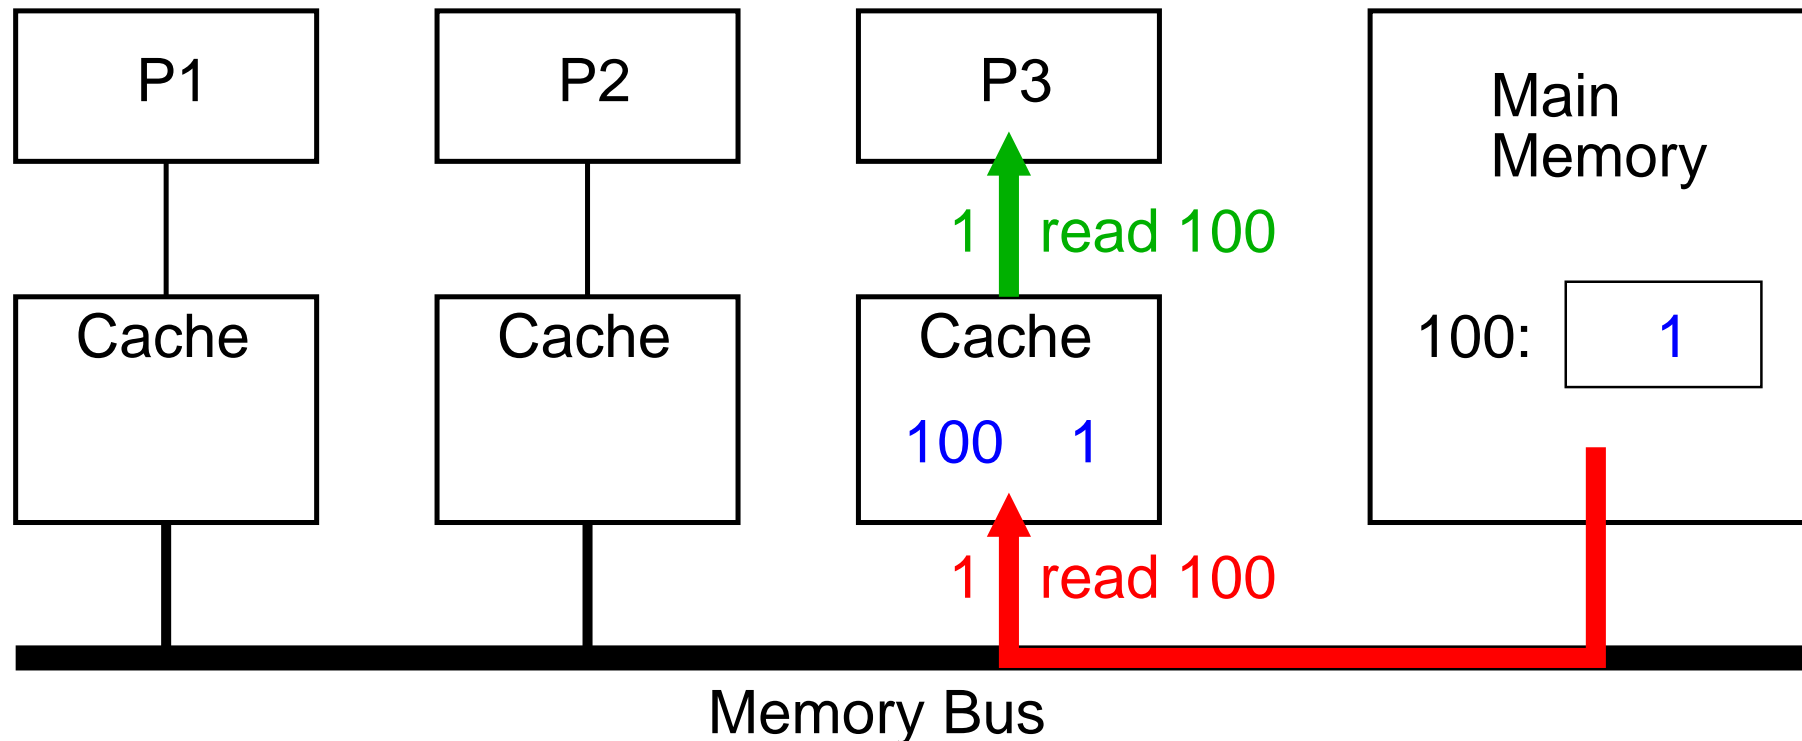 P1
P2
P3
Main
Memory
1 read 100
Cache
Cache
Cache
100: 1
100 1
1 read 100
Memory Bus